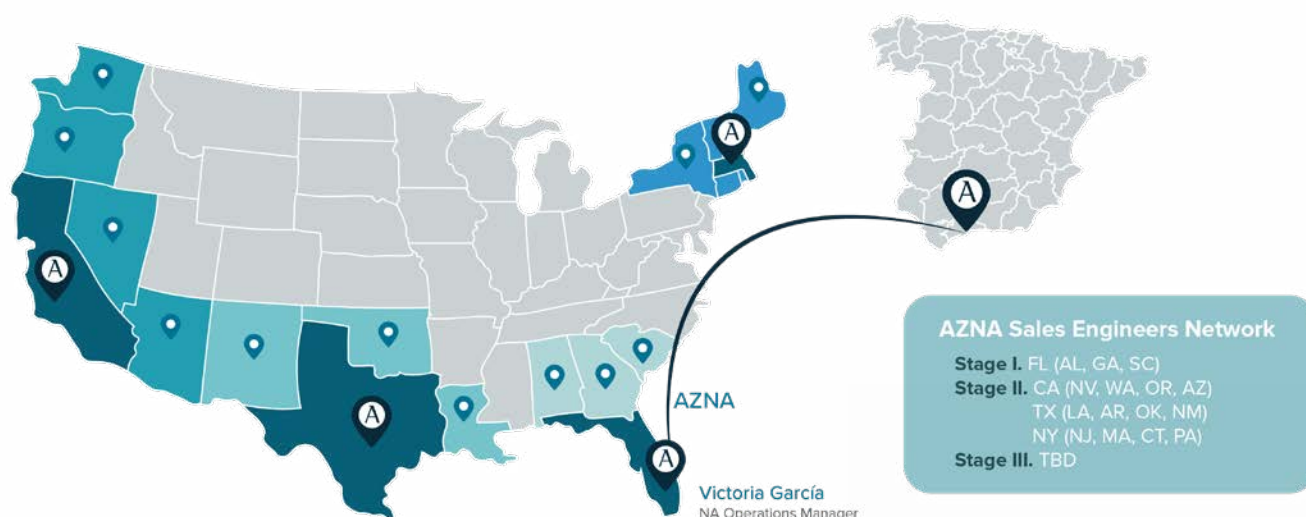 A
A
A
A
A
AZNA
Victoria García
NA Operations Manager
AZNA Sales Engineers Network
Stage I. FL (AL, GA, SC)
Stage II. CA (NV, WA, OR, AZ)
TX (LA, AR, OK, NM)
NY (NJ, MA, CT, PA)
Stage III. TBD